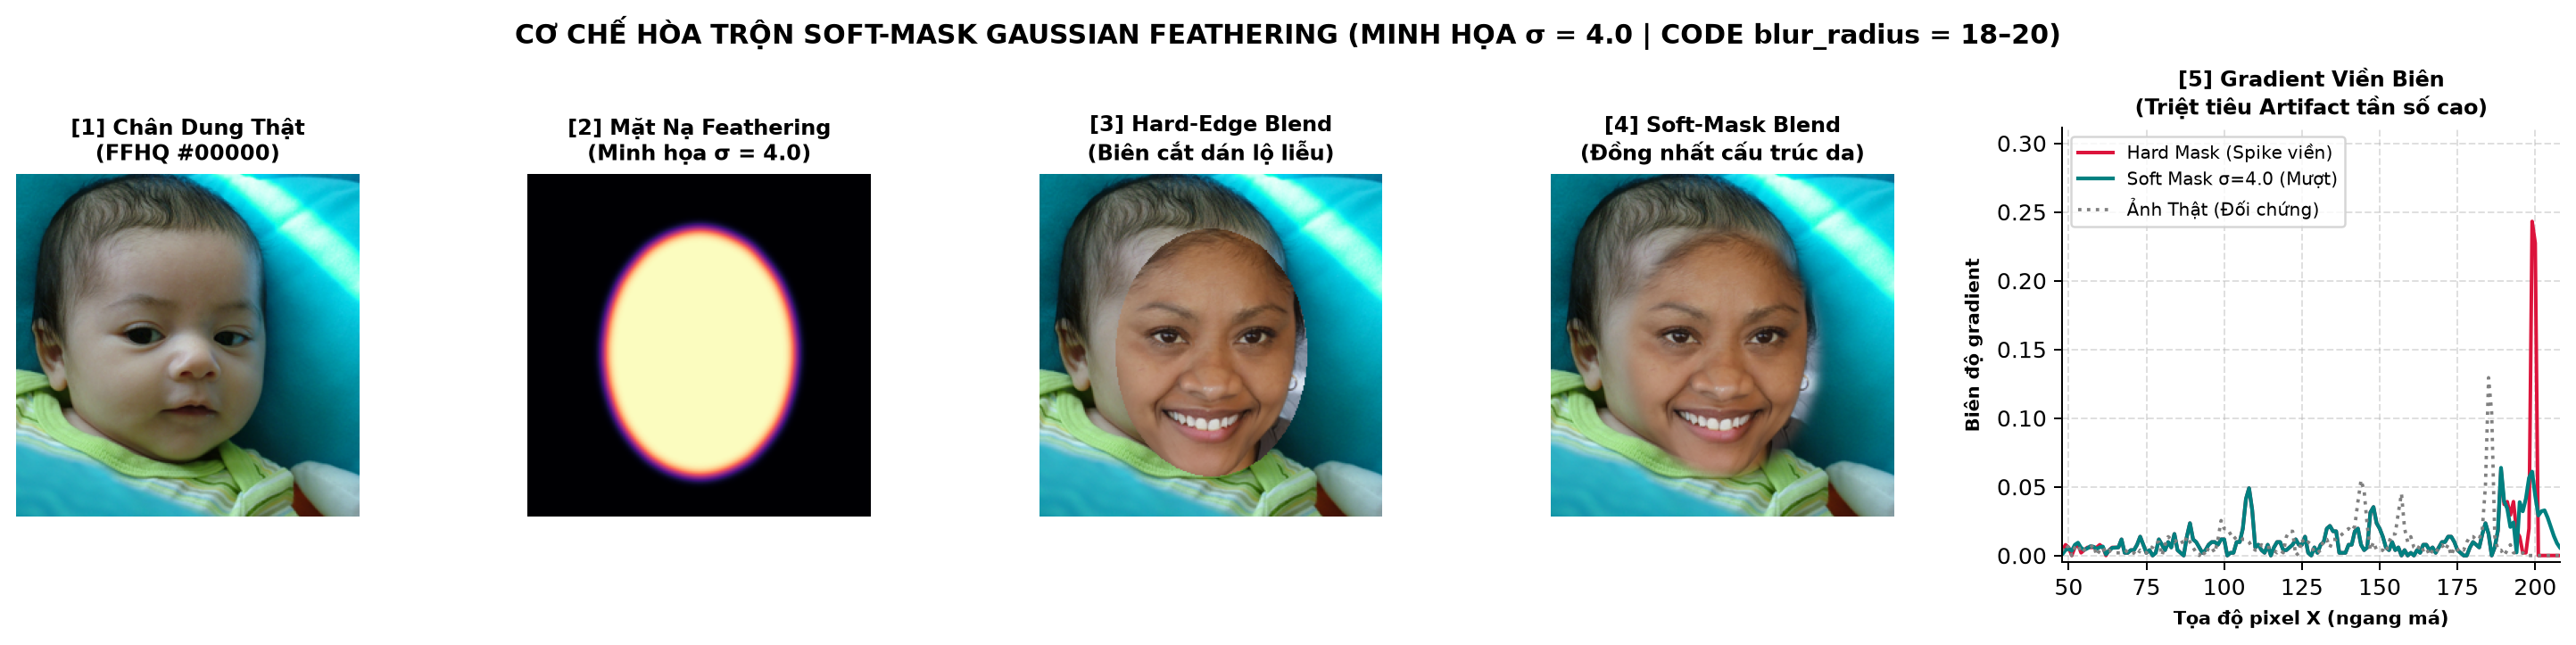 CƠ CHẾ HÒA TRỘN SOFT-MASK GAUSSIAN FEATHERING (MINH HỌA σ = 4.0 | CODE blur_radius = 18–20)
[1] Chân Dung Thật
(FFHQ #00000)
[2] Mặt Nạ Feathering
(Minh họa σ = 4.0)
[3] Hard-Edge Blend
(Biên cắt dán lộ liễu)
[4] Soft-Mask Blend
(Đồng nhất cấu trúc da)
[5] Gradient Viền Biên
(Triệt tiêu Artifact tần số cao)
Hard Mask (Spike viền)
Soft Mask σ=4.0 (Mượt)
Ảnh Thật (Đối chứng)
Biên độ gradient
0.30
0.25
0.20
0.15
0.10
0.05
0.00
50 75 100 125 150 175 200
Tọa độ pixel X (ngang má)